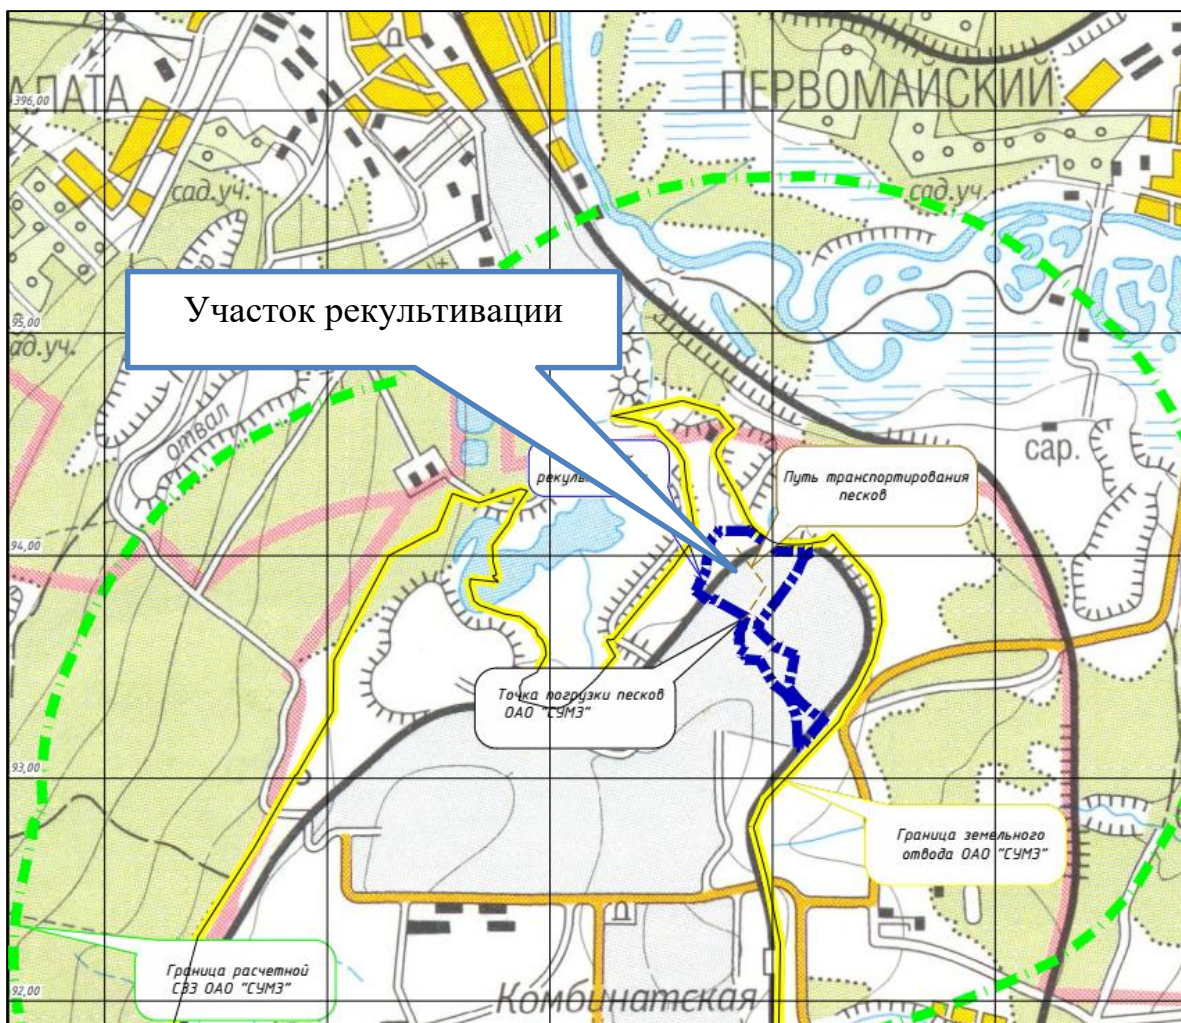 АПАТА
ПЕРВОМАЙСКИЙ
396,00
сад.уч.
сад.уч
Участок рекультивации
95,00
ад.уч.
отвал
сар.
Путь транспортирования
песков
94,00
Точка погрузки песков
ОАО "СУМЗ"
93,00
Граница земельного
отвода ОАО "СУМЗ"
Граница расчетной
СЗЗ ОАО "СУМЗ"
92,00
Комбинатская